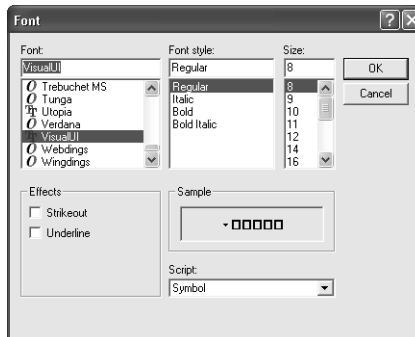 Font
Font:
VisualUI
Trebuchet MS
Tunga
Utopia
Verdana
VisualUI
Webdings
Wingdings
Font style:
Regular
Regular
Italic
Bold
Bold Italic
Size:
8
8
9
10
11
12
14
16
OK
Cancel
Effects
Strikeout
Underline
Sample
Script:
Symbol